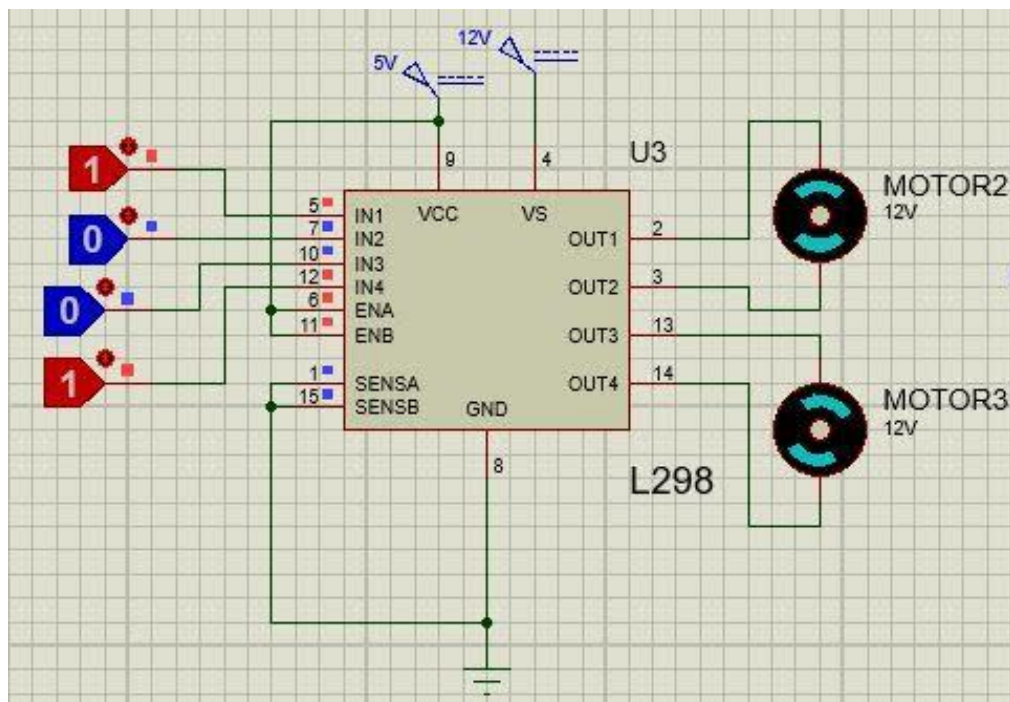 12V
5V
9
4
U3
1
0
0
1
5
7
10
12
6
11
1
15
IN1
IN2
IN3
IN4
ENA
ENB
SENSA
SENSB
VCC
VS
GND
OUT1
OUT2
OUT3
OUT4
2
3
13
14
8
MOTOR2
12V
MOTOR3
12V
L298